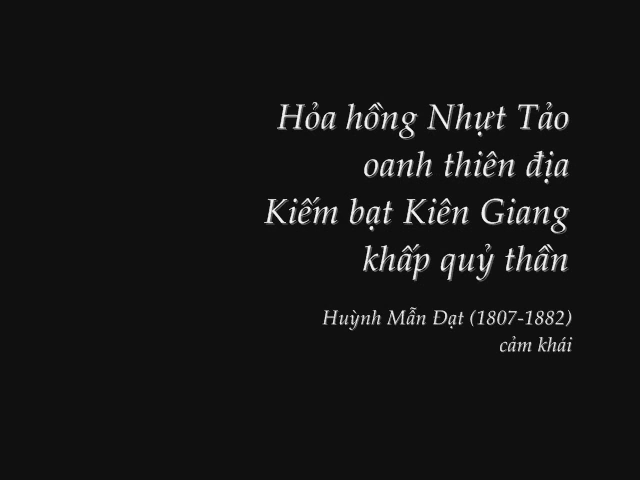 Hỏa hồng Nhựt Tảo
oanh thiên địa
Kiếm bạt Kiên Giang
khấp quỷ thần
Huỳnh Mẫn Đạt (1807-1882)
cảm khái